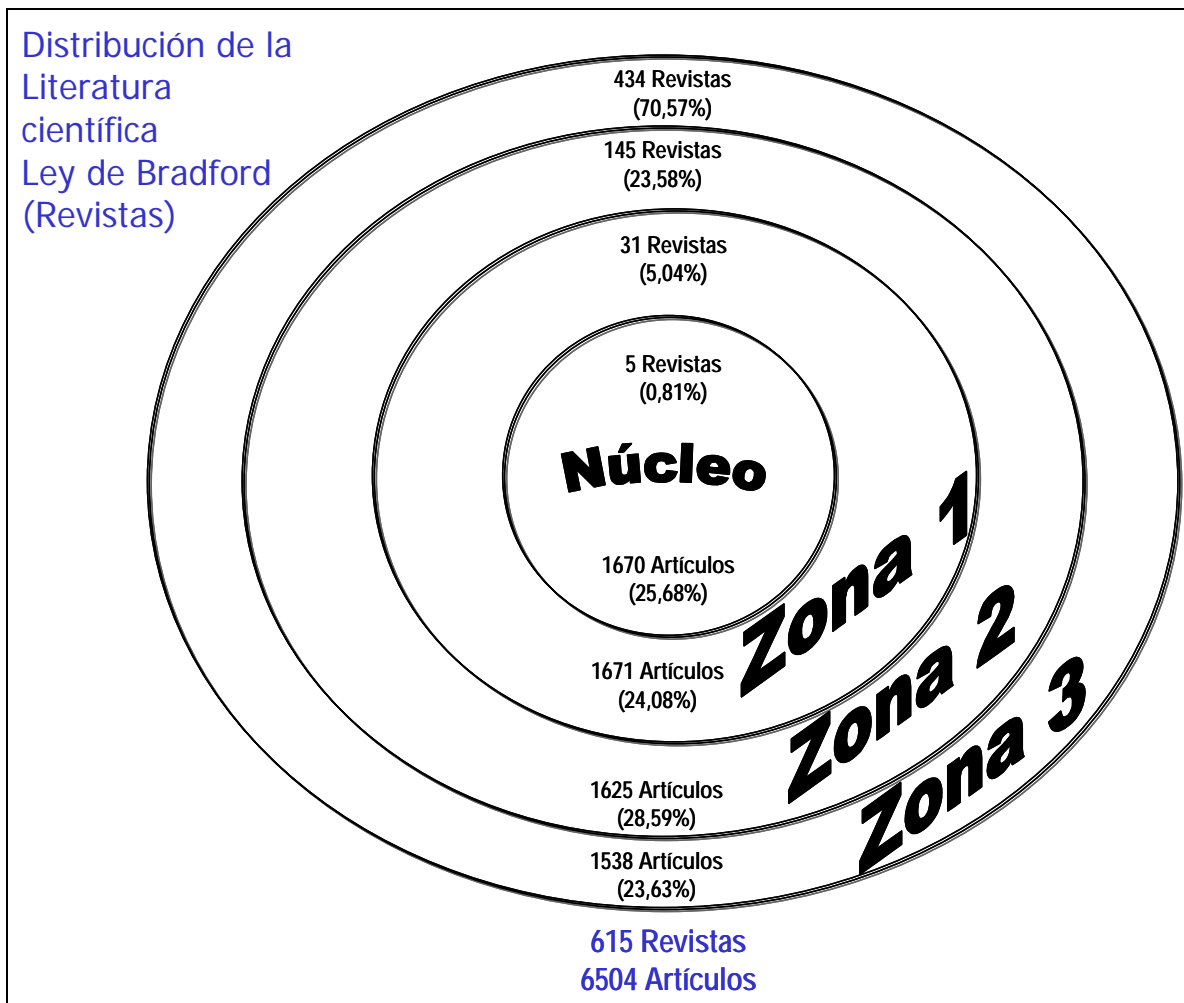 Distribución de la
Literatura
científica
Ley de Bradford
(Revistas)
434 Revistas
(70,57%)
145 Revistas
(23,58%)
31 Revistas
(5,04%)
5 Revistas
(0,81%)
Núcleo
1670 Artículos
(25,68%)
Zona 1
1671 Artículos
(24,08%)
Zona 2
1625 Artículos
(28,59%)
Zona 3
1538 Artículos
(23,63%)
615 Revistas
6504 Artículos